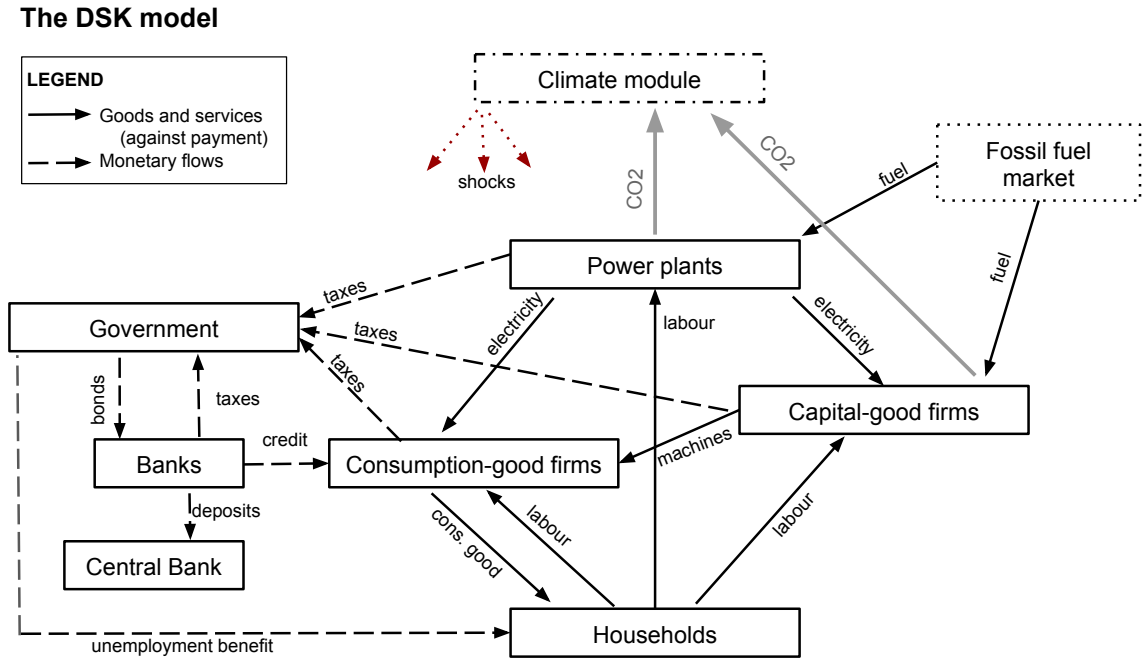 The DSK model
LEGEND
Goods and services
(against payment)
Monetary flows
Climate module
shocks
CO2
CO2
Fossil fuel
market
fuel
fuel
Power plants
taxes
electricity
labour
electricity
Government
taxes
taxes
bonds
taxes
Capital-good firms
machines
Banks
credit
Consumption-good firms
deposits
Central Bank
cons. good
labour
labour
Households
unemployment benefit